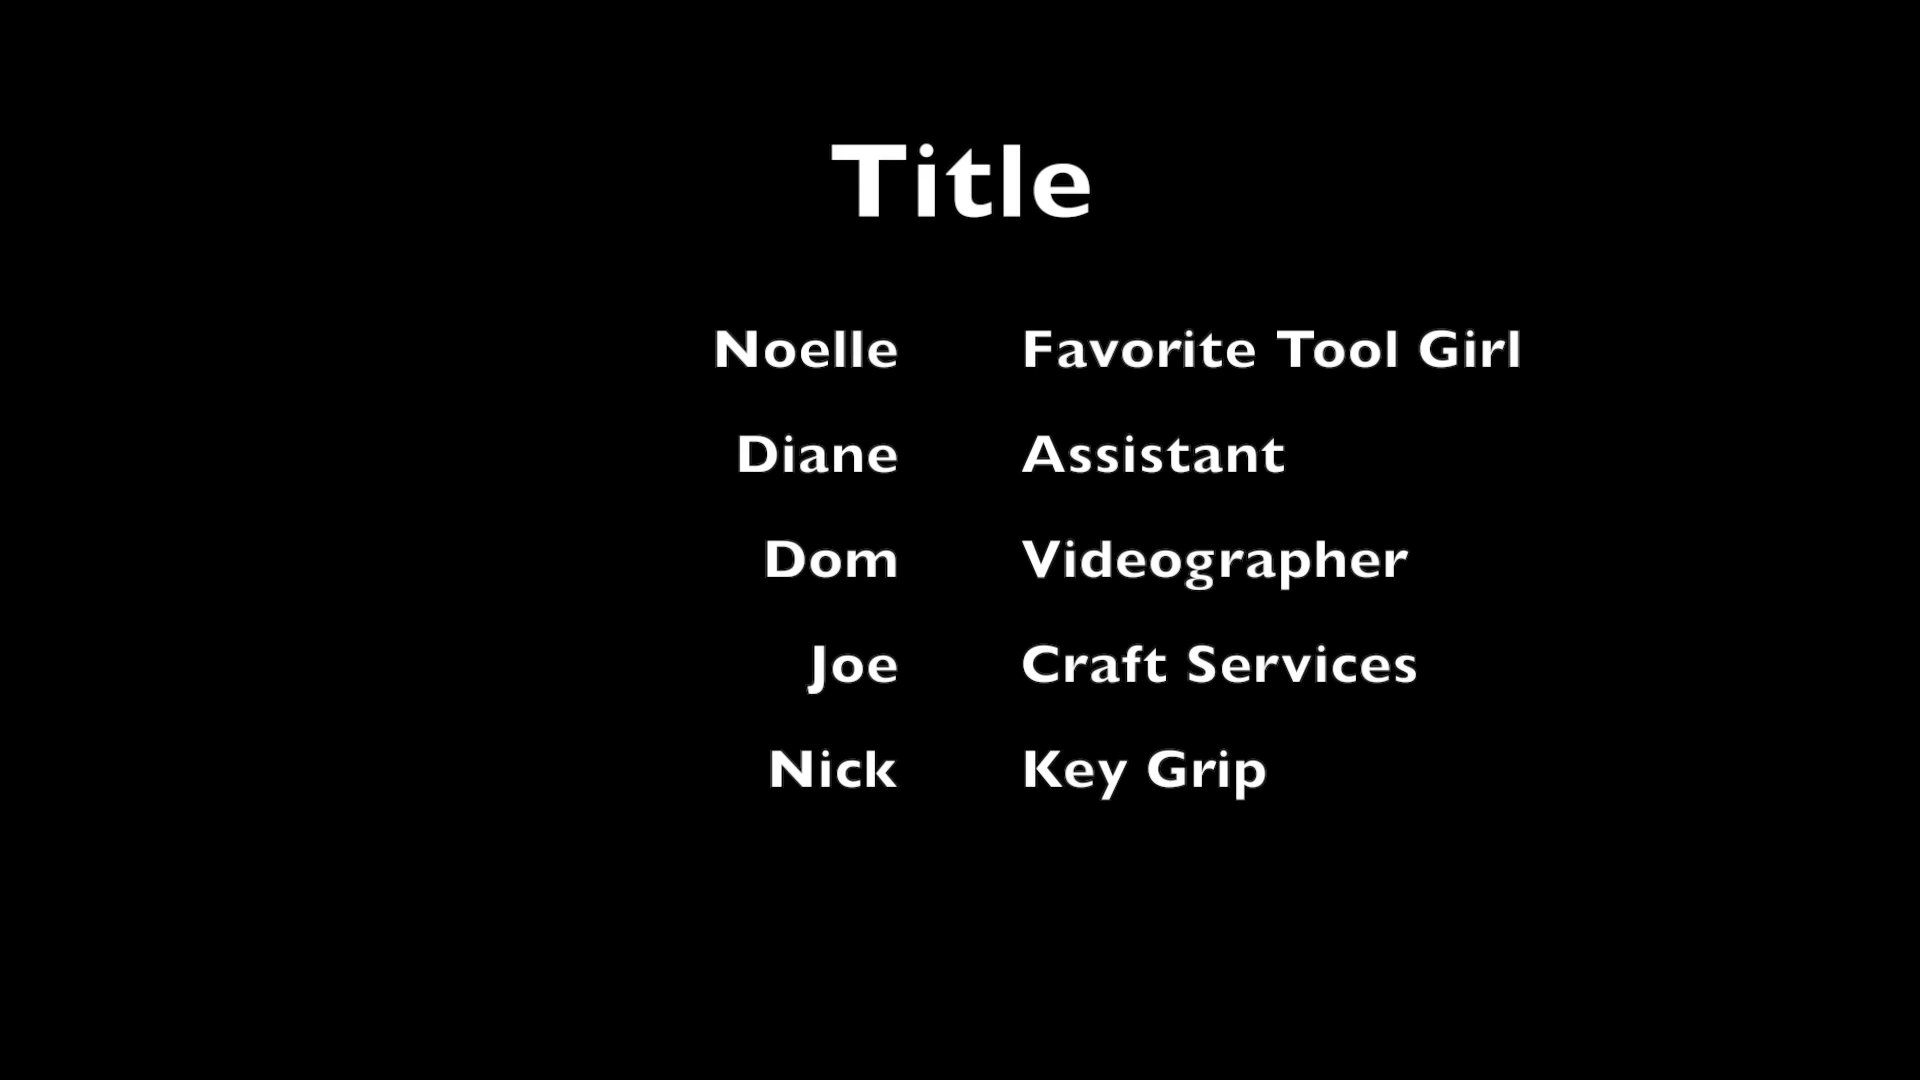 Title
Noelle Favorite Tool Girl
Diane Assistant
Dom Videographer
Joe Craft Services
Nick Key Grip